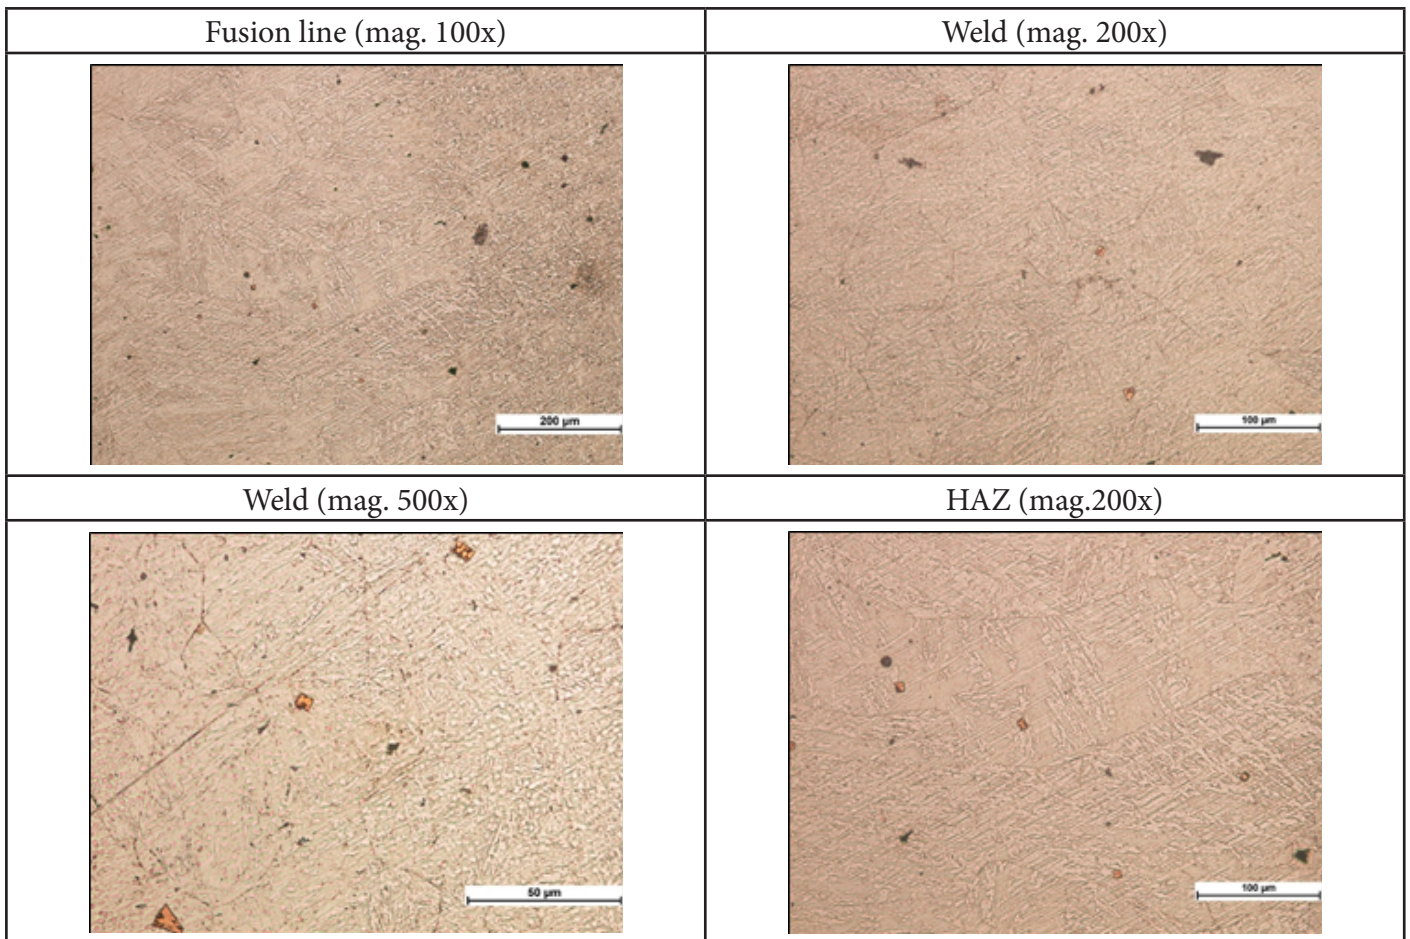 Fusion line (mag. 100x)
Weld (mag. 200x)
200 µm
100 µm
Weld (mag. 500x)
HAZ (mag.200x)
50 µm
100 µm